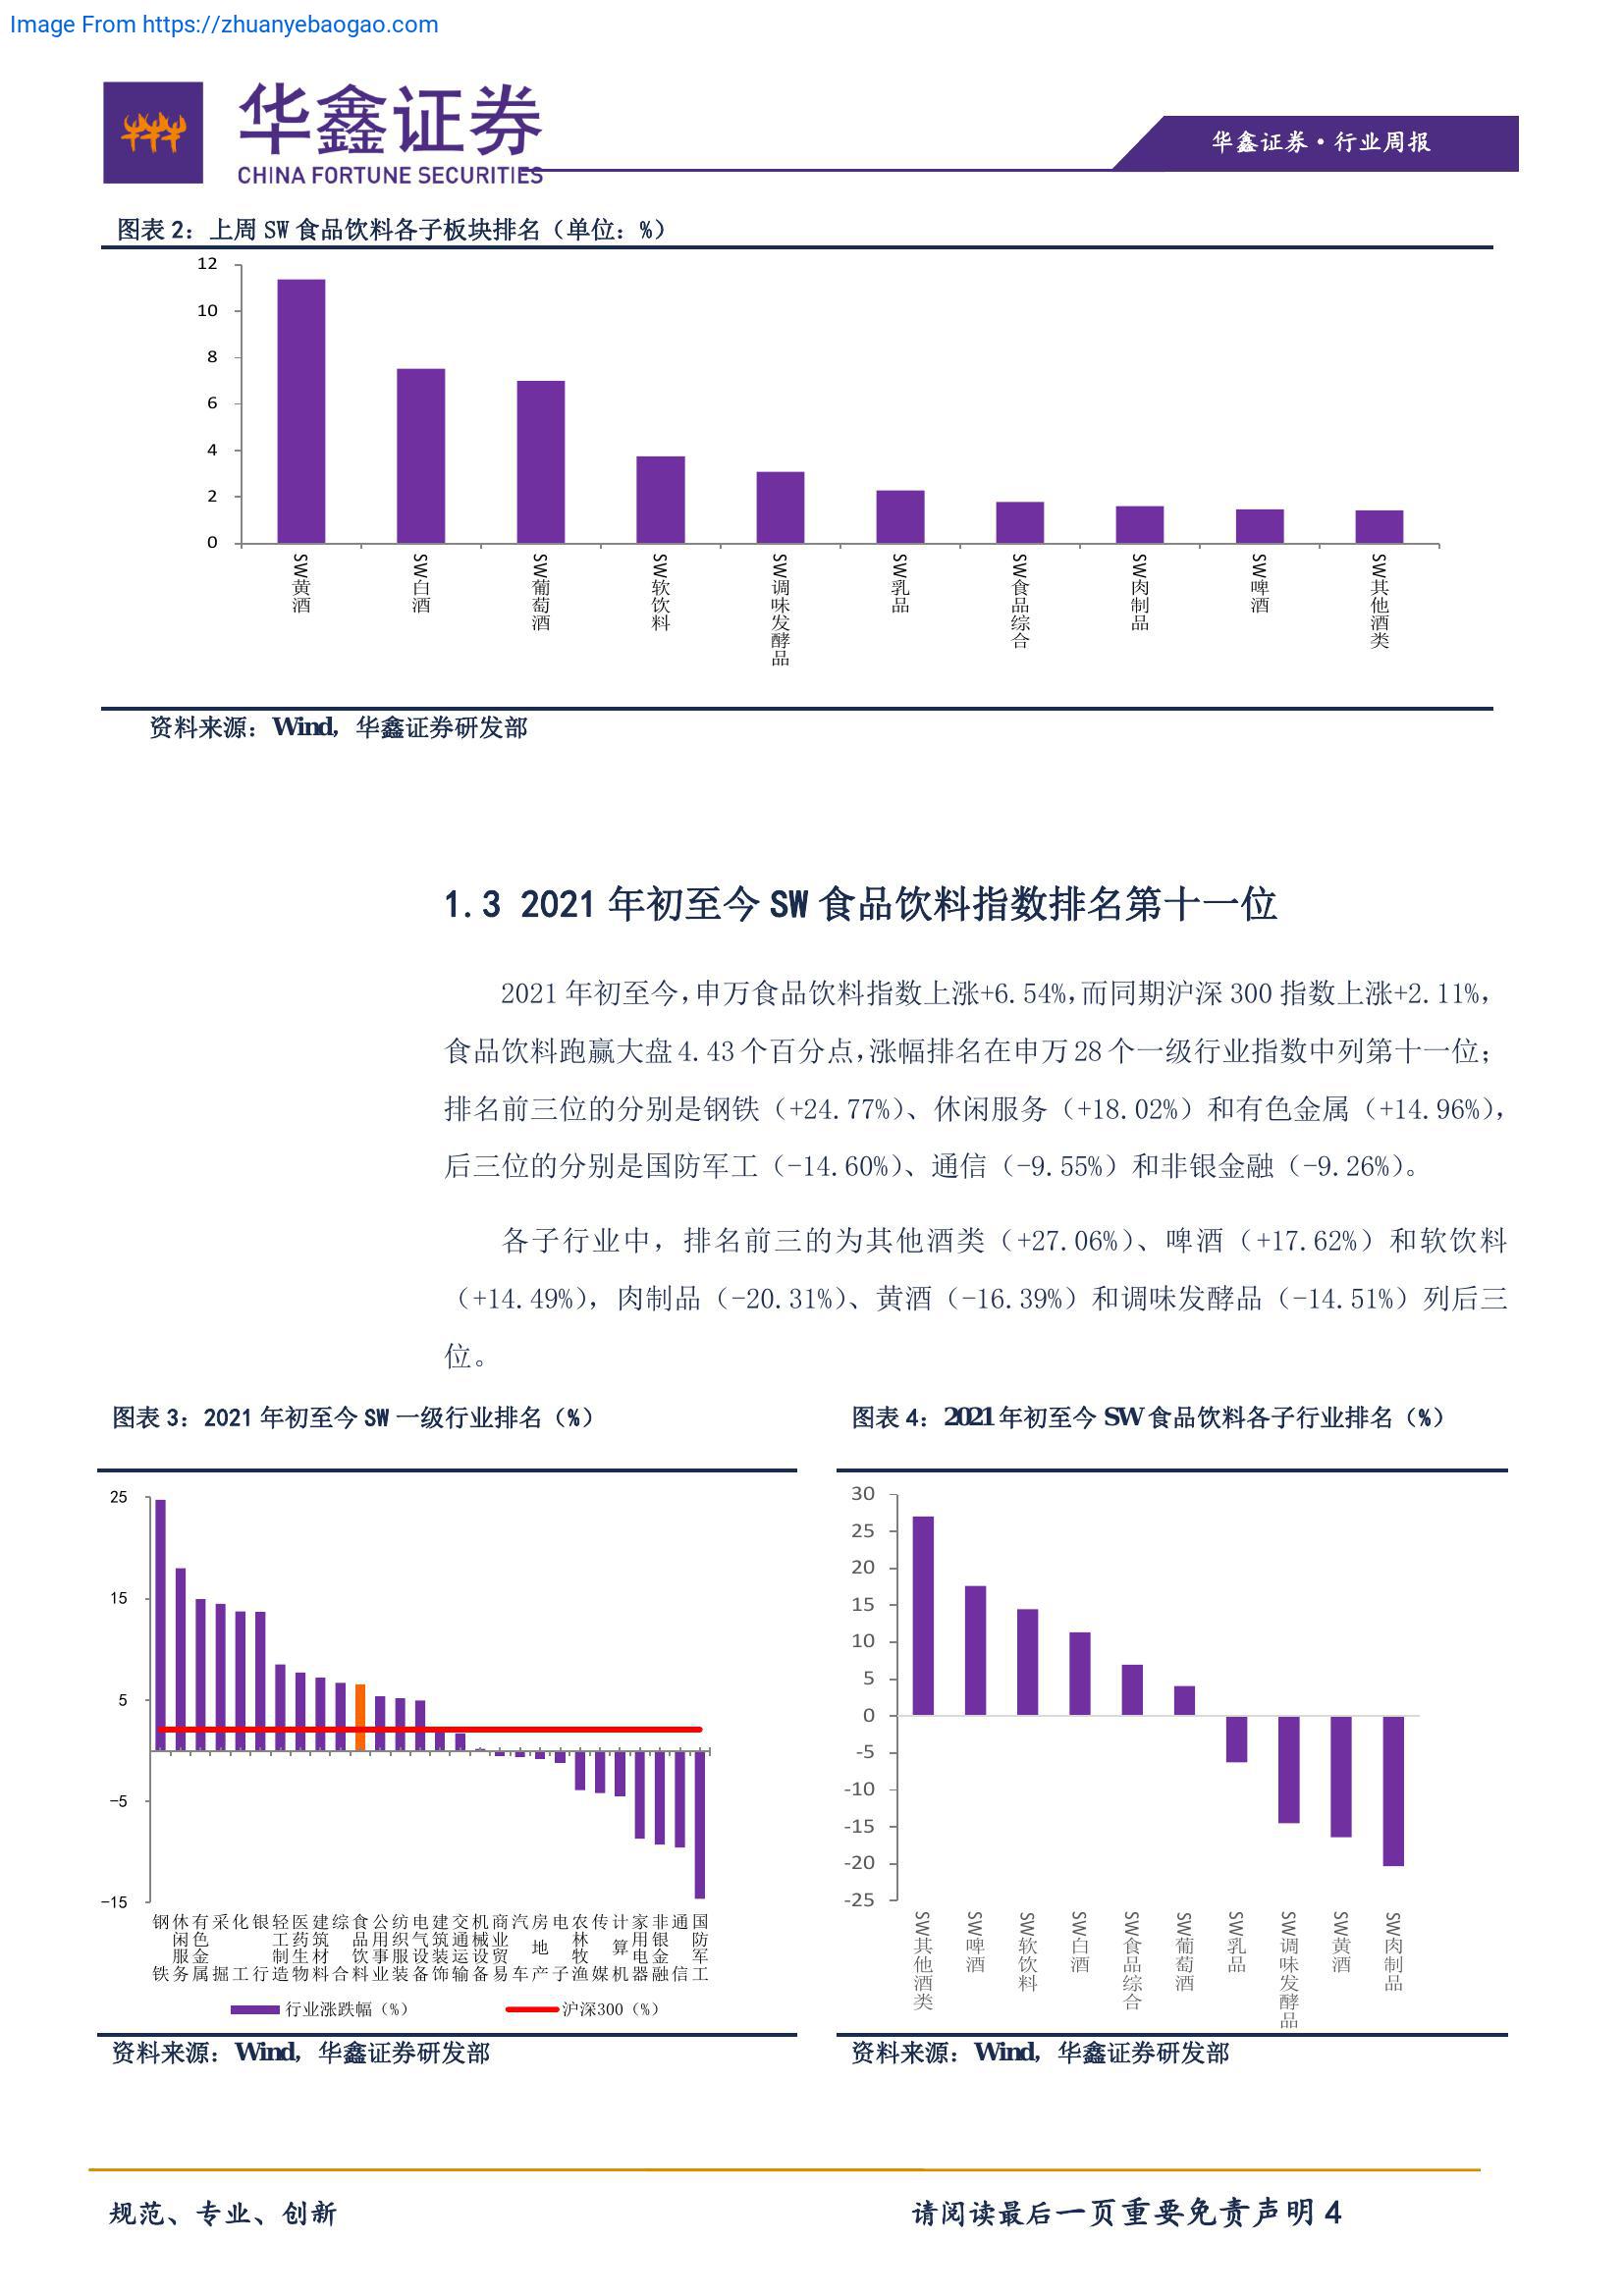 Image From https://zhuanyebaogao.com
华鑫证券
CHINA FORTUNE SECURITIES
华鑫证券·行业周报
图表 2：上周 SW 食品饮料各子板块排名（单位：%）
12
10
8
6
4
2
0
SW黄酒
SW白酒
SW葡萄酒
SW软饮料
SW调味发酵品
SW乳品
SW食品综合
SW肉制品
SW啤酒
SW其他酒类
资料来源：Wind，华鑫证券研发部
1.3 2021 年初至今 SW 食品饮料指数排名第十一位
2021 年初至今，申万食品饮料指数上涨+6.54%，而同期沪深 300 指数上涨+2.11%，
食品饮料跑赢大盘 4.43 个百分点，涨幅排名在申万 28 个一级行业指数中列第十一位；
排名前三位的分别是钢铁（+24.77%）、休闲服务（+18.02%）和有色金属（+14.96%），
后三位的分别是国防军工（-14.60%）、通信（-9.55%）和非银金融（-9.26%）。
各子行业中，排名前三的为其他酒类（+27.06%）、啤酒（+17.62%）和软饮料
（+14.49%），肉制品（-20.31%）、黄酒（-16.39%）和调味发酵品（-14.51%）列后三
位。
图表 3：2021 年初至今 SW 一级行业排名（%）
25
15
5
-5
-15
钢铁
休闲服务
有色金属
采掘
化工
银行
轻工制造
医药生物
建筑材料
综合
食品饮料
公用事业
纺织服装
电气设备
建筑装饰
交通运输
机械设备
商业贸易
汽车
房地产
电子
农林牧渔
传媒
计算机
家用电器
非银金融
通信
国防军工
行业涨跌幅（%）
沪深300（%）
资料来源：Wind，华鑫证券研发部
图表 4：2021 年初至今 SW 食品饮料各子行业排名（%）
30
25
20
15
10
5
0
-5
-10
-15
-20
-25
SW其他酒类
SW啤酒
SW软饮料
SW白酒
SW食品综合
SW葡萄酒
SW乳品
SW调味发酵品
SW黄酒
SW肉制品
资料来源：Wind，华鑫证券研发部
规范、专业、创新
请阅读最后一页重要免责声明 4